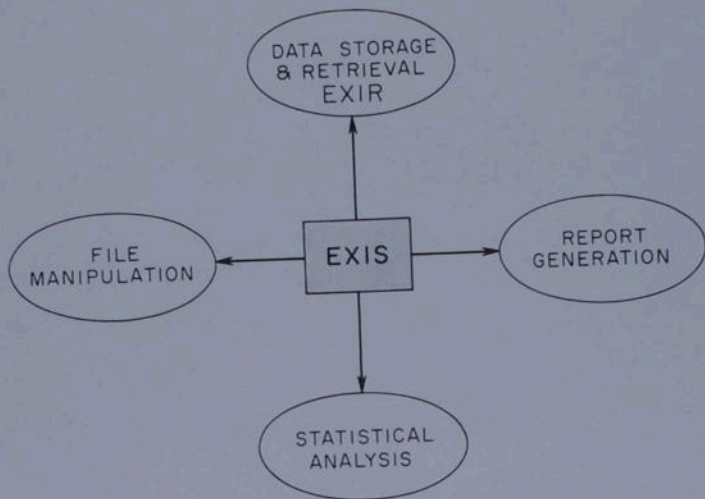 DATA STORAGE
& RETRIEVAL
EXIR
FILE
MANIPULATION
EXIS
REPORT
GENERATION
STATISTICAL
ANALYSIS